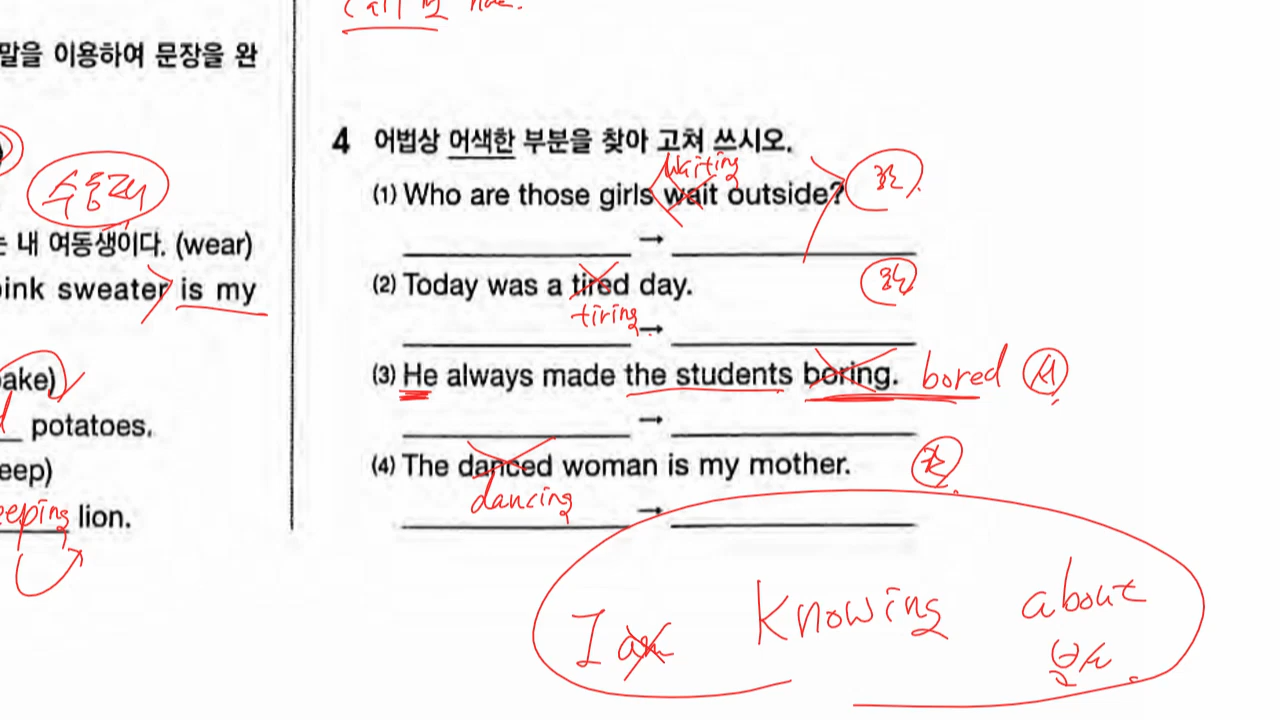 말을 이용하여 문장을 완
수동격
는 내 여동생이다. (wear)
pink sweater is my
ake)
potatoes.
eep)
eeping lion.
4 어법상 어색한 부분을 찾아 고쳐 쓰시오.
waiting
(1) Who are those girls wait outside?
→
(2) Today was a tired day.
tiring
→
(3) He always made the students boring. bored
→
(4) The danced woman is my mother.
dancing
→
I am knowing about